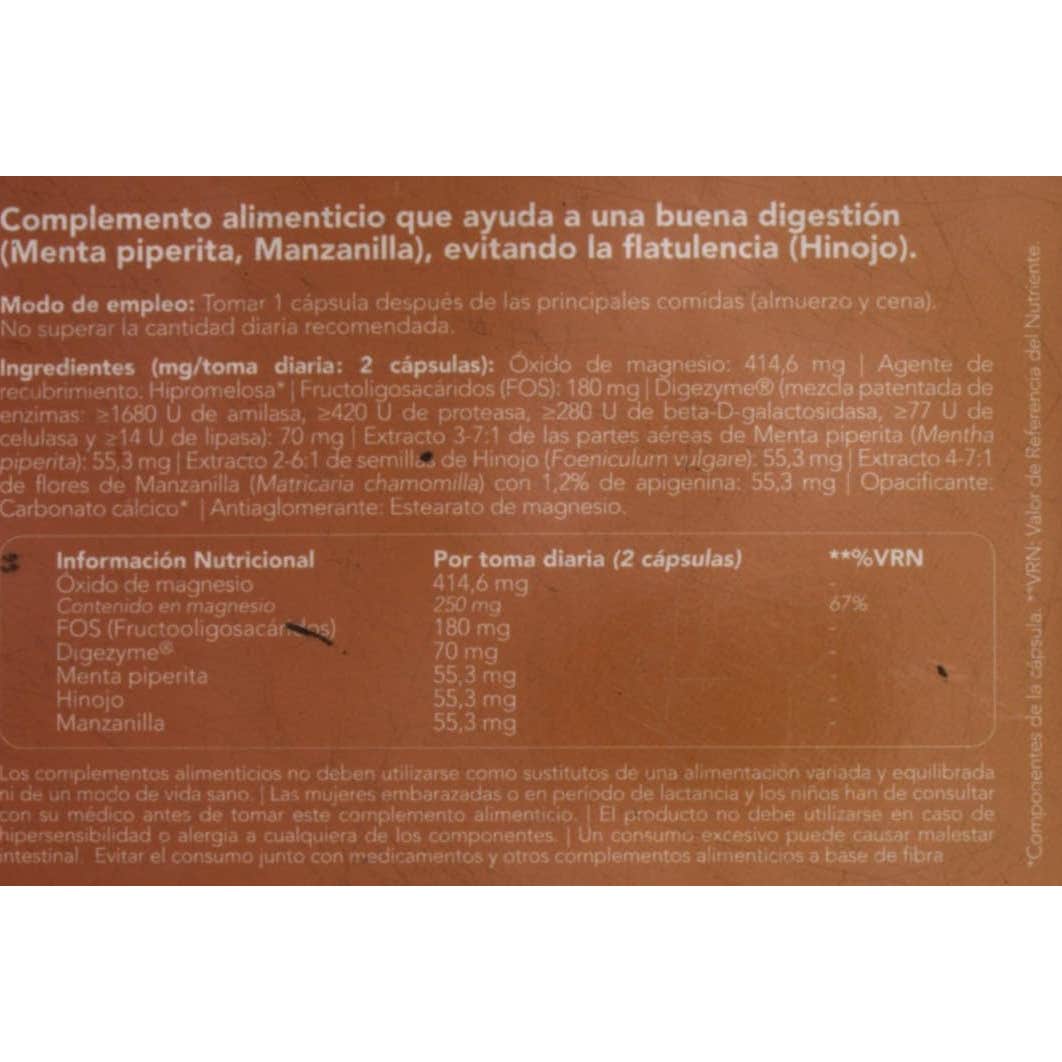 Complemento alimenticio que ayuda a una buena digestión
(Menta piperita, Manzanilla), evitando la flatulencia (Hinojo).
Modo de empleo: Tomar 1 cápsula después de las principales comidas (almuerzo y cena).
No superar la cantidad diaria recomendada.
Ingredientes (mg/toma diaria: 2 cápsulas): Óxido de magnesio: 414,6 mg | Agente de
recubrimiento: Hipromelosa* | Fructoligosacáridos (FOS): 180 mg | Digezyme® (mezcla patentada de
enzimas: ≥1680 U de amilasa, ≥420 U de proteasa, ≥280 U de beta-D-galactosidasa, ≥77 U de
celulasa y ≥14 U de lipasa): 70 mg | Extracto 3-7:1 de las partes aéreas de Menta piperita (Mentha
piperita): 55,3 mg | Extracto 2-6:1 de semillas de Hinojo (Foeniculum vulgare): 55,3 mg | Extracto 4-7:1
de flores de Manzanilla (Matricaria chamomilla) con 1,2% de apigenina: 55,3 mg | Opacificante:
Carbonato cálcico* | Antiaglomerante: Estearato de magnesio.
Información Nutricional Por toma diaria (2 cápsulas) **%VRN
Óxido de magnesio 414,6 mg -
Contenido en magnesio 250 mg 67%
FOS (Fructooligosacáridos) 180 mg -
Digezyme® 70 mg -
Menta piperita 55,3 mg -
Hinojo 55,3 mg -
Manzanilla 55,3 mg -
Los complementos alimenticios no deben utilizarse como sustitutos de una alimentación variada y equilibrada
ni de un modo de vida sano. | Las mujeres embarazadas o en período de lactancia y los niños han de consultar
con su médico antes de tomar este complemento alimenticio. | El producto no debe utilizarse en caso de
hipersensibilidad o alergia a cualquiera de los componentes. | Un consumo excesivo puede causar malestar
intestinal. Evitar el consumo junto con medicamentos y otros complementos alimenticios a base de fibra
*Componentes de la cápsula. **VRN: Valor de Referencia del Nutriente.